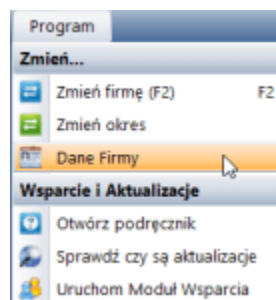 Program
Zmień...
Zmień firmę (F2) F2
Zmień okres
Dane Firmy
Wsparcie i Aktualizacje
Otwórz podręcznik
Sprawdź czy są aktualizacje
Uruchom Moduł Wsparcia